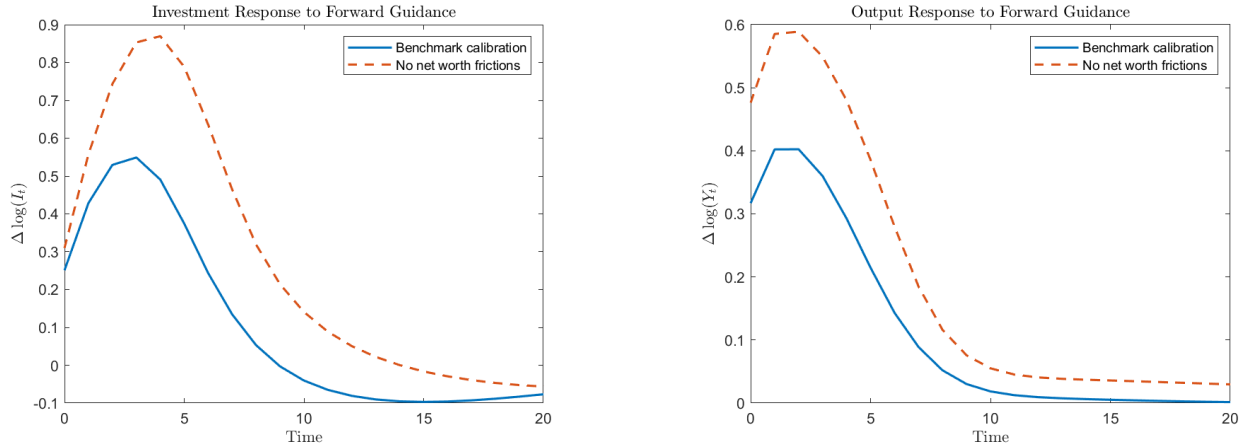 Investment Response to Forward Guidance
0.9
0.8
0.7
0.6
0.5
0.4
0.3
0.2
0.1
0
-0.1
Δ log(I_t)
0 5 10 15 20
Time
Benchmark calibration
No net worth frictions
Output Response to Forward Guidance
0.6
0.5
0.4
0.3
0.2
0.1
0
Δ log(Y_t)
0 5 10 15 20
Time
Benchmark calibration
No net worth frictions